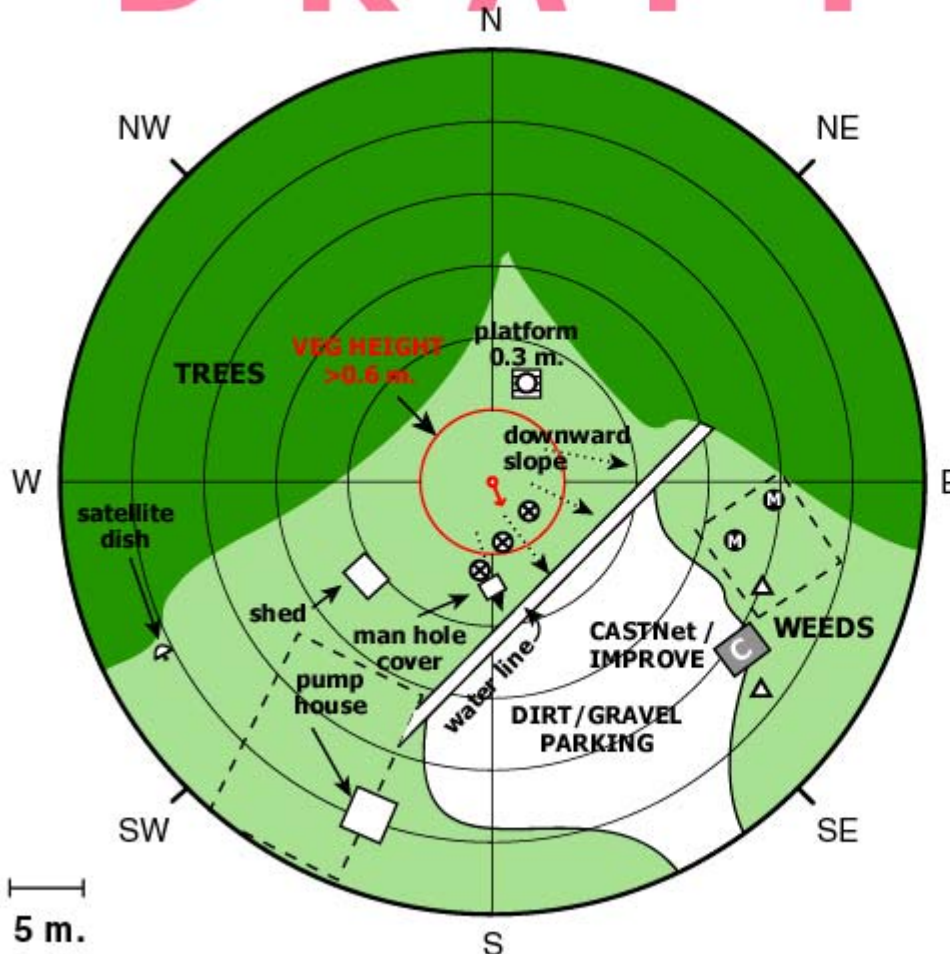 DRAFT
N
NW
NE
VEG HEIGHT
>0.6 m.
platform
0.3 m.
TREES
downward
slope
W
E
satellite
dish
M
M
shed
man hole
cover
CASTNet /
IMPROVE
C
WEEDS
pump
house
water line
DIRT/GRAVEL
PARKING
SW
SE
5 m.
S